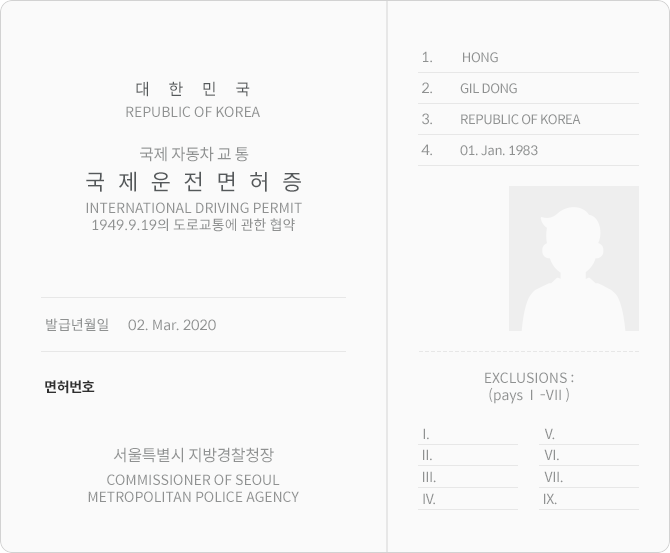 대 한 민 국
REPUBLIC OF KOREA
국제 자동차 교 통
국 제 운 전 면 허 증
INTERNATIONAL DRIVING PERMIT
1949.9.19의 도로교통에 관한 협약
발급년월일 02. Mar. 2020
면허번호
서울특별시 지방경찰청장
COMMISSIONER OF SEOUL
METROPOLITAN POLICE AGENCY
1. HONG
2. GIL DONG
3. REPUBLIC OF KOREA
4. 01. Jan. 1983
EXCLUSIONS :
(pays I -VII )
I. V.
II. VI.
III. VII.
IV. IX.